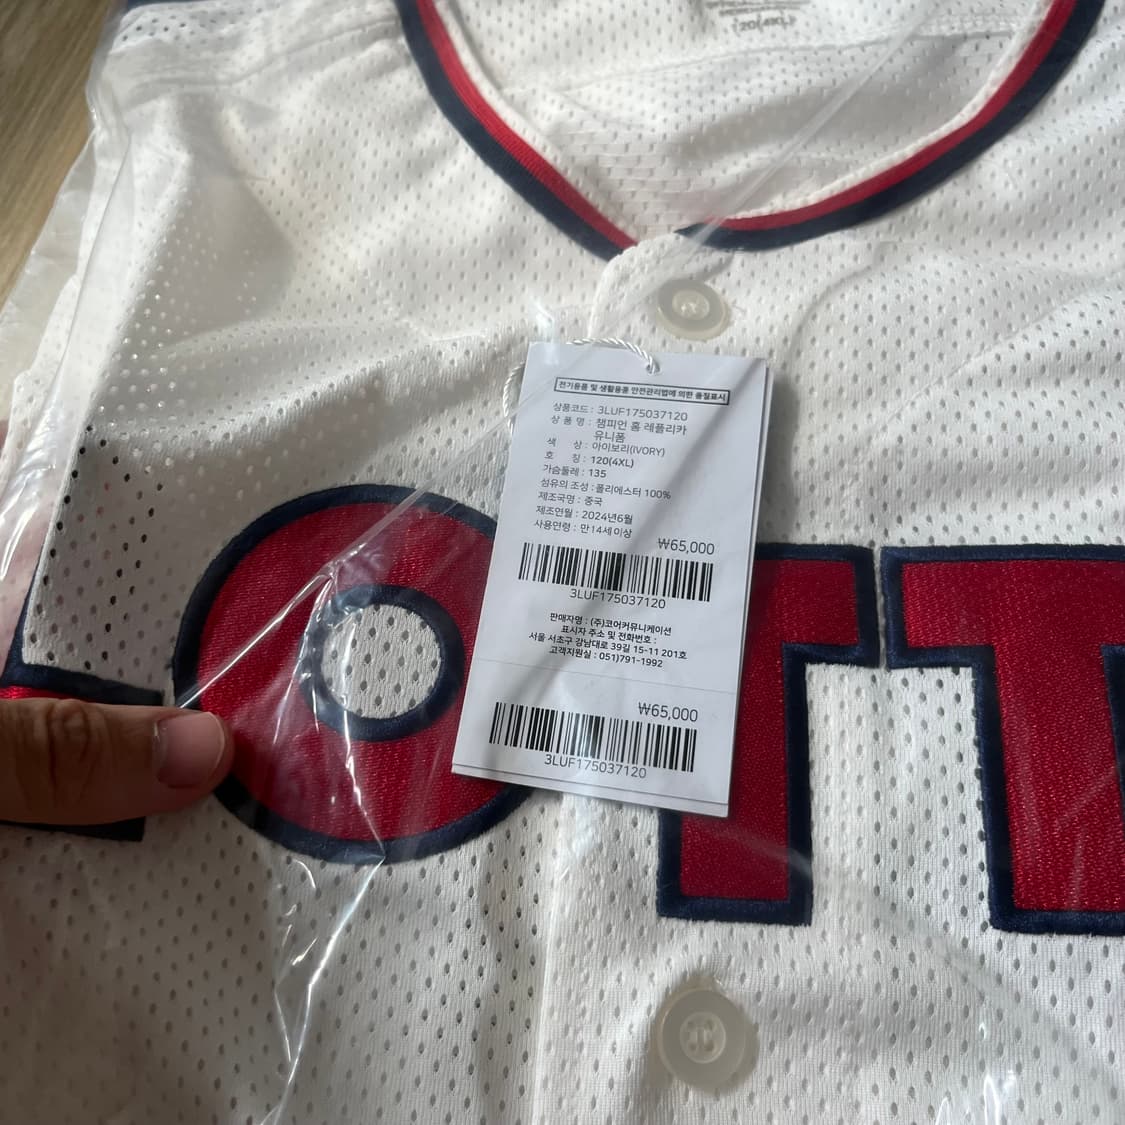 120(4XL)
전기용품 및 생활용품 안전관리법에 의한 품질표시
상품코드 : 3LUF175037120
상 품 명 : 챔피언 홈 레플리카
유니폼
색 상 : 아이보리(IVORY)
호 칭 : 120(4XL)
가슴둘레 : 135
섬유의 조성 : 폴리에스터 100%
제조국명 : 중국
제조연월 : 2024년6월
사용연령 : 만14세이상
₩65,000
3LUF175037120
판매자명 : (주)코어커뮤니케이션
표시자 주소 및 전화번호 :
서울 서초구 강남대로 39길 15-11 201호
고객지원실 : 051)791-1992
₩65,000
3LUF175037120
LOTT